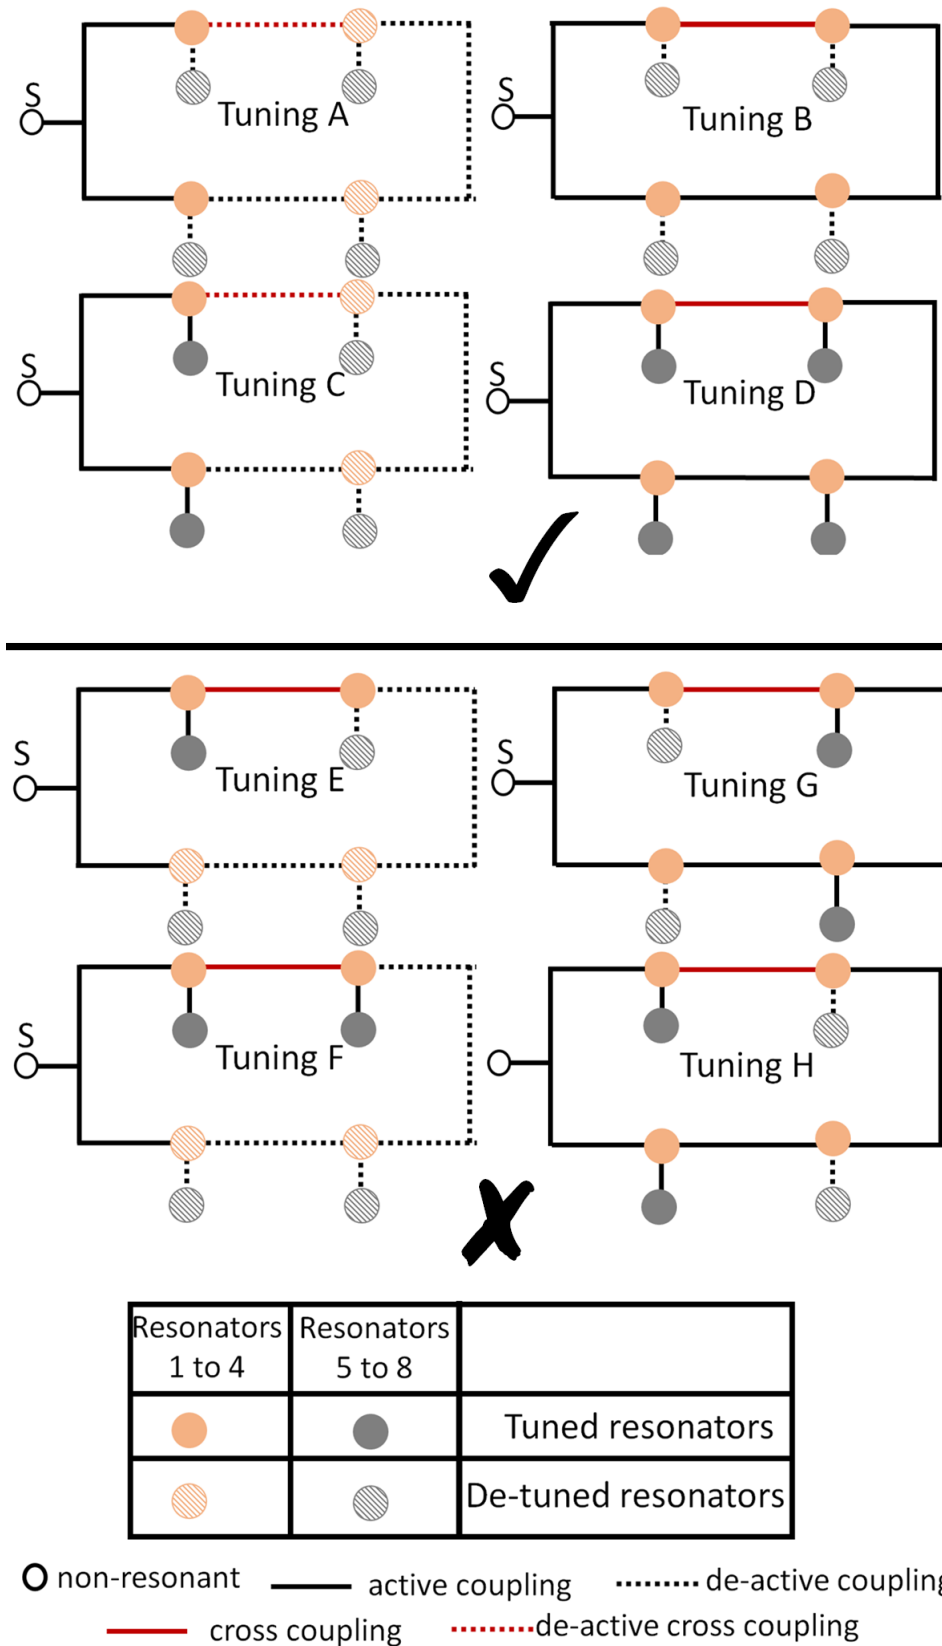 S
Tuning A
S
Tuning B
S
Tuning C
S
Tuning D
S
Tuning E
S
Tuning G
S
Tuning F
Tuning H
Resonators
1 to 4
Resonators
5 to 8
Tuned resonators
De-tuned resonators
non-resonant
active coupling
de-active coupling
cross coupling
de-active cross coupling